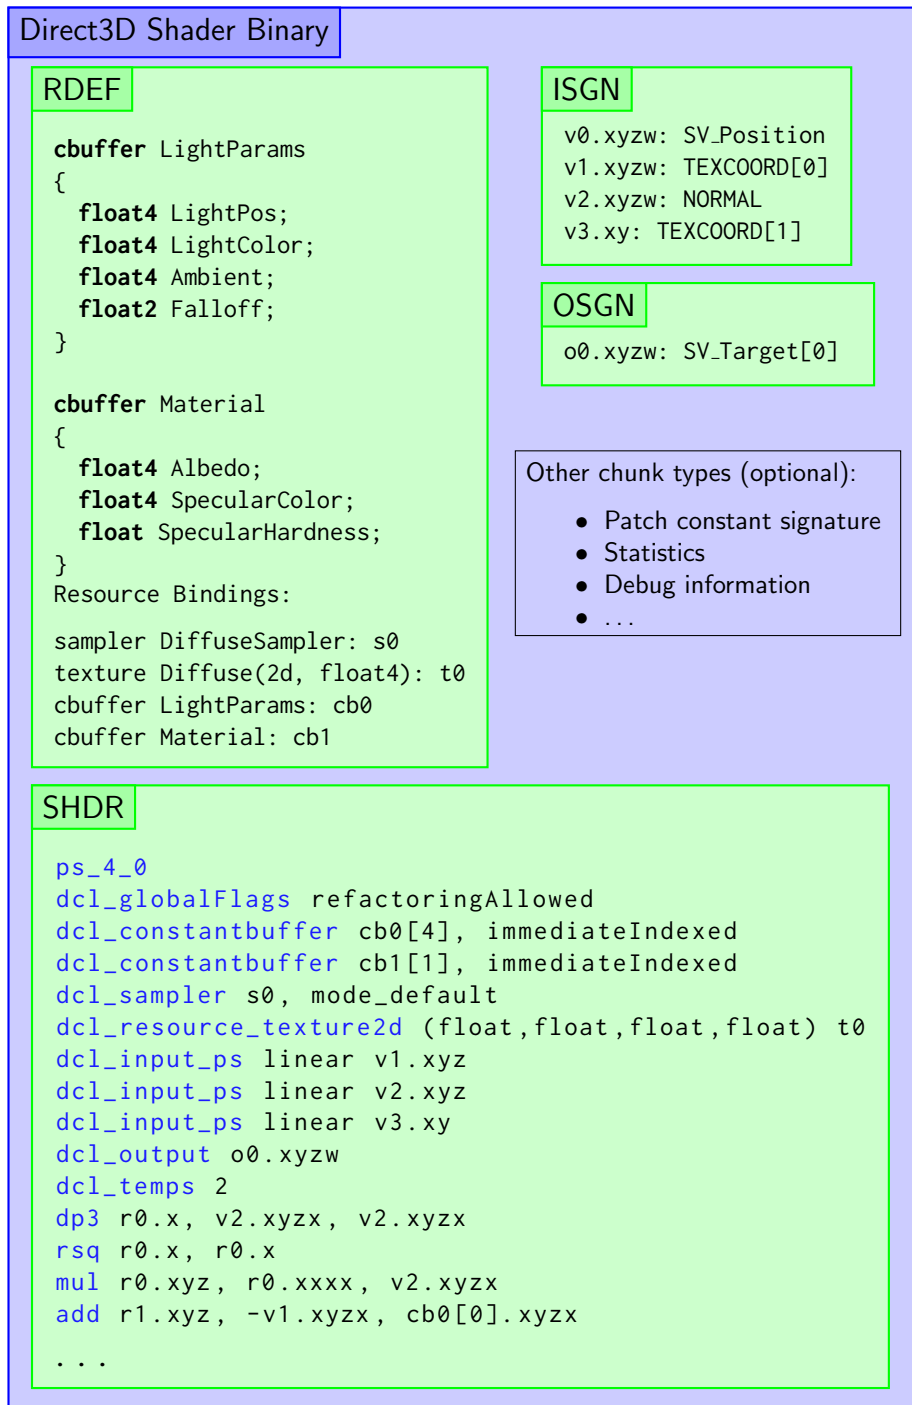 Direct3D Shader Binary
RDEF
cbuffer LightParams
{
float4 LightPos;
float4 LightColor;
float4 Ambient;
float2 Falloff;
}
cbuffer Material
{
float4 Albedo;
float4 SpecularColor;
float SpecularHardness;
}
Resource Bindings:
sampler DiffuseSampler: s0
texture Diffuse(2d, float4): t0
cbuffer LightParams: cb0
cbuffer Material: cb1
ISGN
v0.xyzw: SV_Position
v1.xyzw: TEXCOORD[0]
v2.xyzw: NORMAL
v3.xy: TEXCOORD[1]
OSGN
o0.xyzw: SV_Target[0]
Other chunk types (optional):
• Patch constant signature
• Statistics
• Debug information
• ...
SHDR
ps_4_0
dcl_globalFlags refactoringAllowed
dcl_constantbuffer cb0[4], immediateIndexed
dcl_constantbuffer cb1[1], immediateIndexed
dcl_sampler s0, mode_default
dcl_resource_texture2d (float,float,float,float) t0
dcl_input_ps linear v1.xyz
dcl_input_ps linear v2.xyz
dcl_input_ps linear v3.xy
dcl_output o0.xyzw
dcl_temps 2
dp3 r0.x, v2.xyzx, v2.xyzx
rsq r0.x, r0.x
mul r0.xyz, r0.xxxx, v2.xyzx
add r1.xyz, -v1.xyzx, cb0[0].xyzx
...